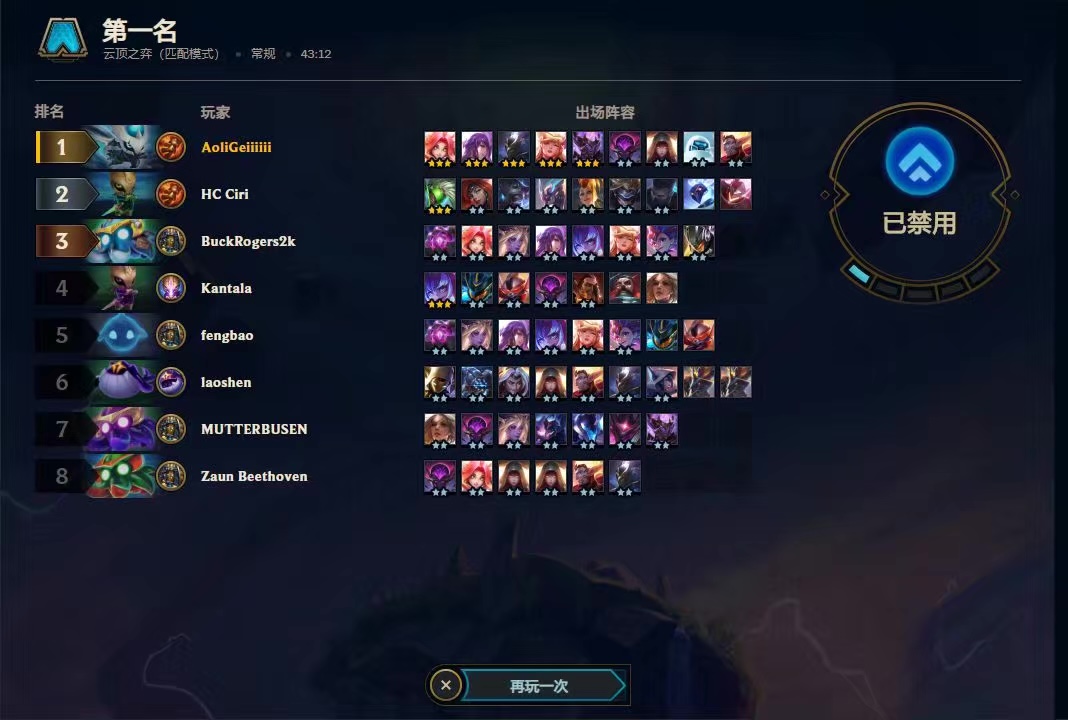 第一名
云顶之弈（匹配模式） • 常规 • 43:12
排名 玩家 出场阵容
1 AoliGeiiiiii
2 HC Ciri
3 BuckRogers2k
4 Kantala
5 fengbao
6 laoshen
7 MUTTERBUSEN
8 Zaun Beethoven
已禁用
再玩一次